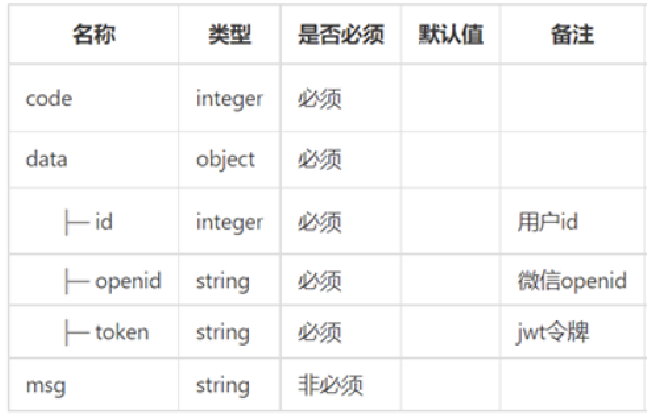 名称 类型 是否必须 默认值 备注
code integer 必须
data object 必须
├─ id integer 必须 用户id
├─ openid string 必须 微信openid
├─ token string 必须 jwt令牌
msg string 非必须